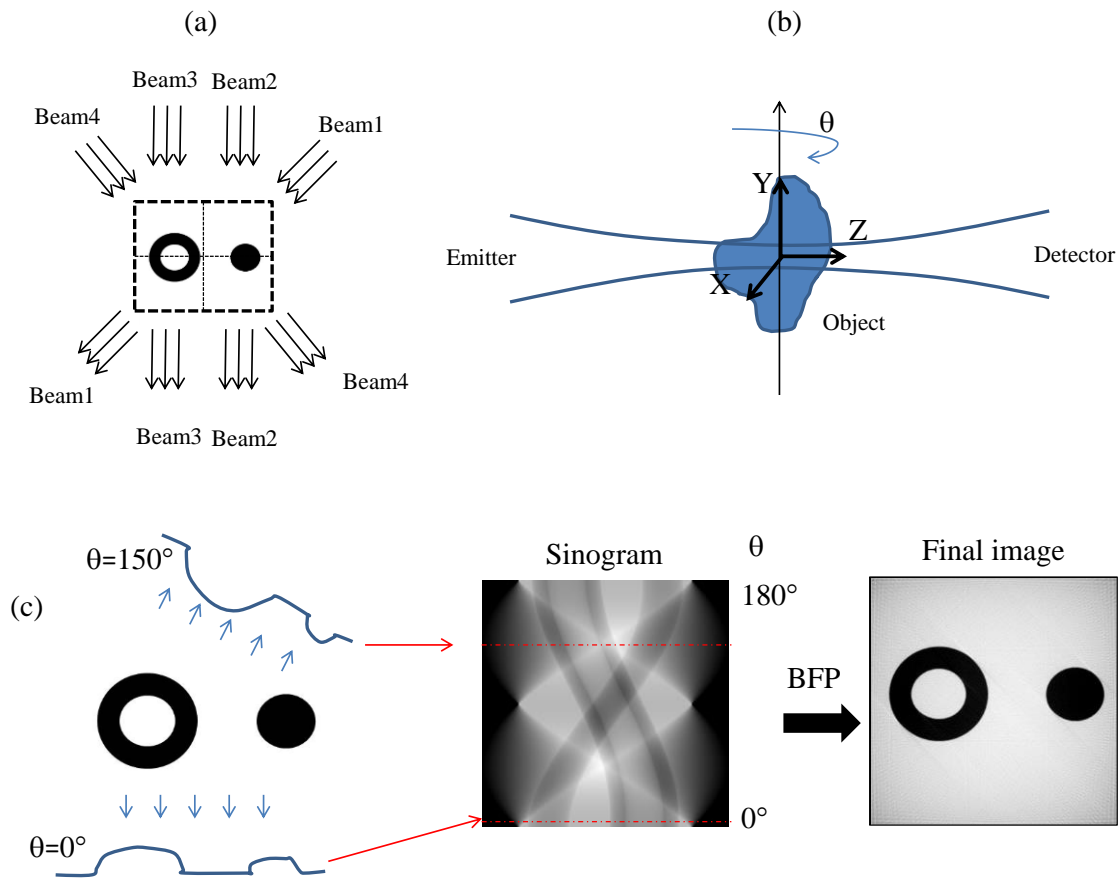 (a)
Beam3
Beam2
Beam4
Beam1
Beam1
Beam4
Beam3
Beam2
(b)
θ
Y
Z
X
Emitter
Detector
Object
(c)
θ=150°
θ=0°
Sinogram
θ
180°
0°
BFP
Final image